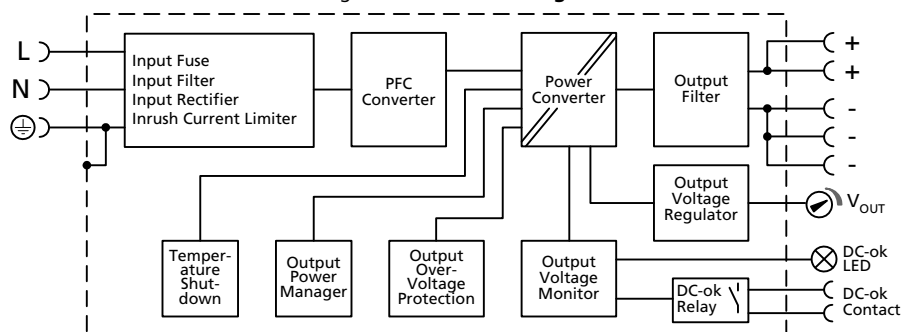 L
N
Input Fuse
Input Filter
Input Rectifier
Inrush Current Limiter
PFC
Converter
Power
Converter
Output
Filter
+
+
-
-
-
Output
Voltage
Regulator
VOUT
Temper-
ature
Shut-
down
Output
Power
Manager
Output
Over-
Voltage
Protection
Output
Voltage
Monitor
DC-ok
LED
DC-ok
Relay
DC-ok
Contact